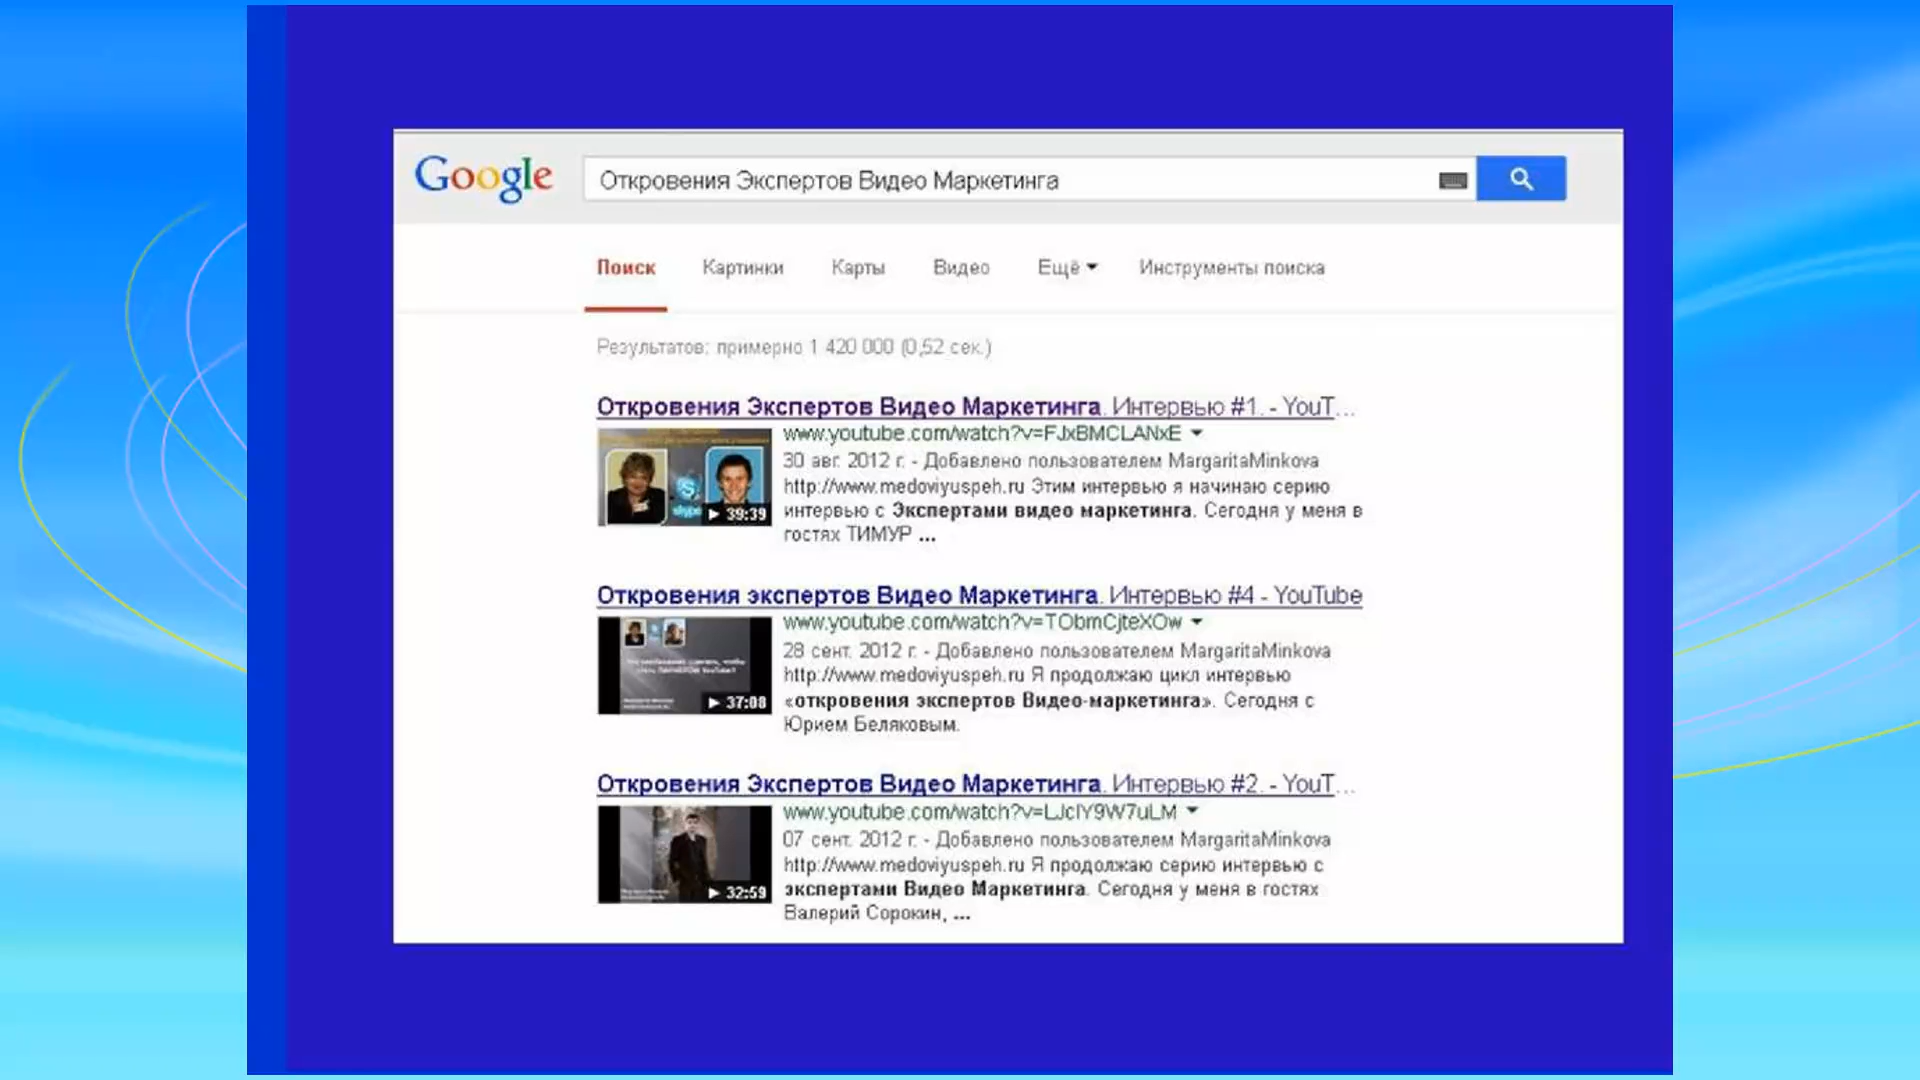 Google
Откровения Экспертов Видео Маркетинга
Поиск Картинки Карты Видео Ещё Инструменты поиска
Результатов: примерно 1 420 000 (0,52 сек.)
Откровения Экспертов Видео Маркетинга. Интервью #1. - YouT...
www.youtube.com/watch?v=FJxBMCLANxE
30 авг. 2012 г. - Добавлено пользователем MargaritaMinkova
http://www.medoviyuspeh.ru Этим интервью я начинаю серию
интервью с Экспертами видео маркетинга. Сегодня у меня в
гостях ТИМУР ...
skype
39:39
Откровения экспертов Видео Маркетинга. Интервью #4 - YouTube
www.youtube.com/watch?v=TObmCjteXOw
28 сент. 2012 г. - Добавлено пользователем MargaritaMinkova
http://www.medoviyuspeh.ru Я продолжаю цикл интервью
«откровения экспертов Видео-маркетинга». Сегодня с
Юрием Беляковым.
37:08
Откровения Экспертов Видео Маркетинга. Интервью #2. - YouT...
www.youtube.com/watch?v=LJclY9W7uLM
07 сент. 2012 г. - Добавлено пользователем MargaritaMinkova
http://www.medoviyuspeh.ru Я продолжаю серию интервью с
экспертами Видео Маркетинга. Сегодня у меня в гостях
Валерий Сорокин, ...
32:59